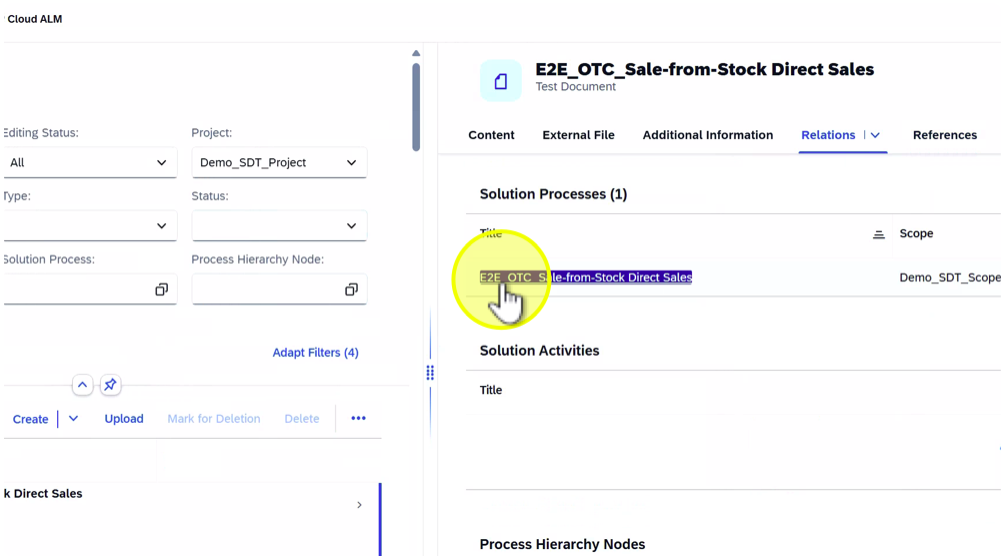 Cloud ALM
Editing Status:
Project:
All
Demo_SDT_Project
Type:
Status:
Solution Process:
Process Hierarchy Node:
Adapt Filters (4)
Create
Upload
Mark for Deletion
Delete
k Direct Sales
E2E_OTC_Sale-from-Stock Direct Sales
Test Document
Content
External File
Additional Information
Relations
References
Solution Processes (1)
Title
Scope
E2E_OTC_Sale-from-Stock Direct Sales
Demo_SDT_Scope
Solution Activities
Title
Process Hierarchy Nodes